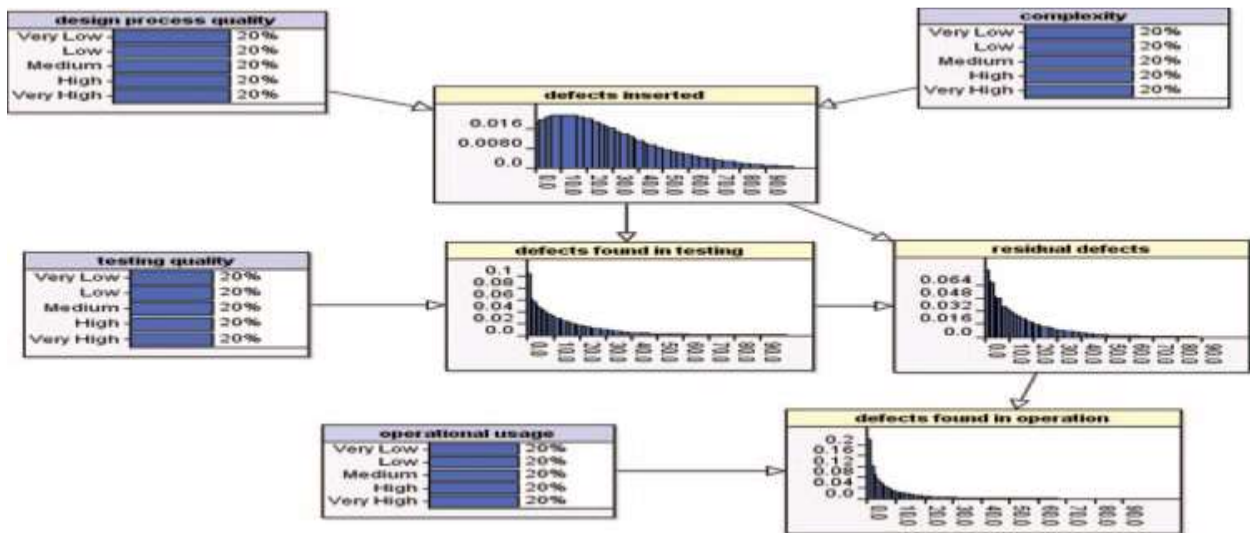 design process quality
Very Low 20%
Low 20%
Medium 20%
High 20%
Very High 20%
complexity
Very Low 20%
Low 20%
Medium 20%
High 20%
Very High 20%
defects inserted
0.016
0.0080
0.0
0.0 10.0 20.0 30.0 40.0 50.0 60.0 70.0 80.0 90.0
testing quality
Very Low 20%
Low 20%
Medium 20%
High 20%
Very High 20%
defects found in testing
0.1
0.08
0.06
0.04
0.02
0.0
0.0 10.0 20.0 30.0 40.0 50.0 60.0 70.0 80.0 90.0
residual defects
0.064
0.048
0.032
0.016
0.0
0.0 10.0 20.0 30.0 40.0 50.0 60.0 70.0 80.0 90.0
operational usage
Very Low 20%
Low 20%
Medium 20%
High 20%
Very High 20%
defects found in operation
0.2
0.16
0.12
0.08
0.04
0.0
0.0 10.0 20.0 30.0 40.0 50.0 60.0 70.0 80.0 90.0